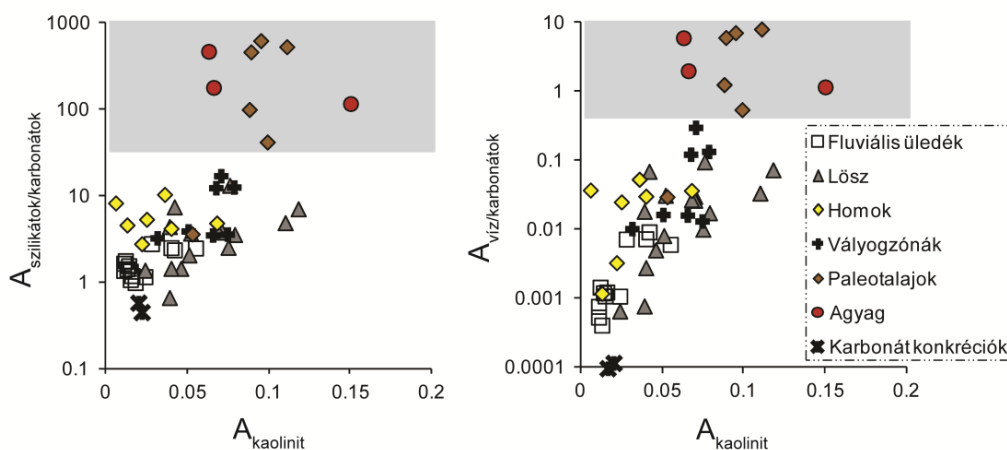 1000
100
10
1
0.1
0
0.05
0.1
0.15
0.2
A szilikátok/karbonátok
A kaolinit
10
1
0.1
0.01
0.001
0.0001
0
0.05
0.1
0.15
0.2
A víz/karbonátok
A kaolinit
Fluviális üledék
Lösz
Homok
Vályogzónák
Paleotalajok
Agyag
Karbonát konkréciók